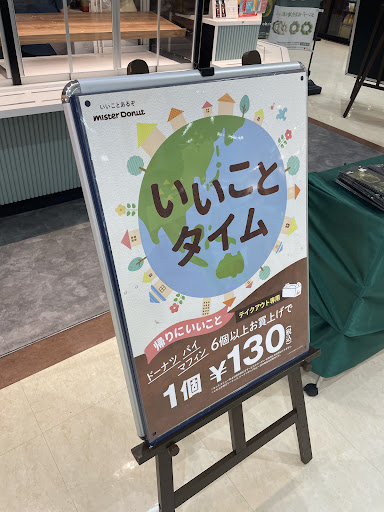 いいことあるぞ
mister Donut
いいこと
タイム
帰りにいいこと
テイクアウト専用
ドーナツ パイ
マフィン
6個以上お買上げで
1個 ¥130(税込)